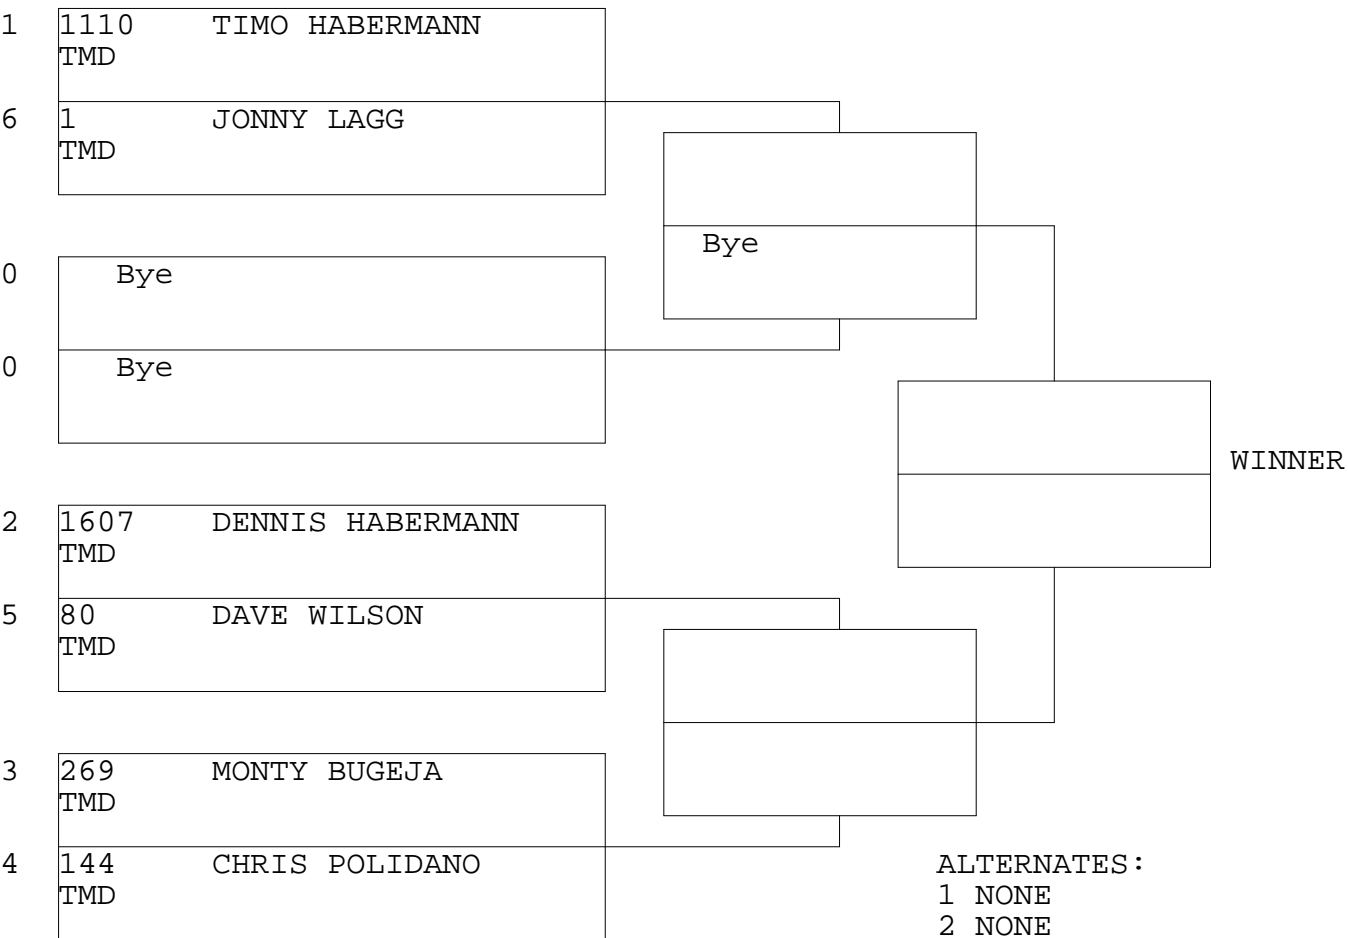 1 1110 TIMO HABERMANN
TMD
6 1 JONNY LAGG
TMD
Bye
0 Bye
0 Bye
WINNER
2 1607 DENNIS HABERMANN
TMD
5 80 DAVE WILSON
TMD
3 269 MONTY BUGEJA
TMD
4 144 CHRIS POLIDANO
TMD
ALTERNATES:
1 NONE
2 NONE